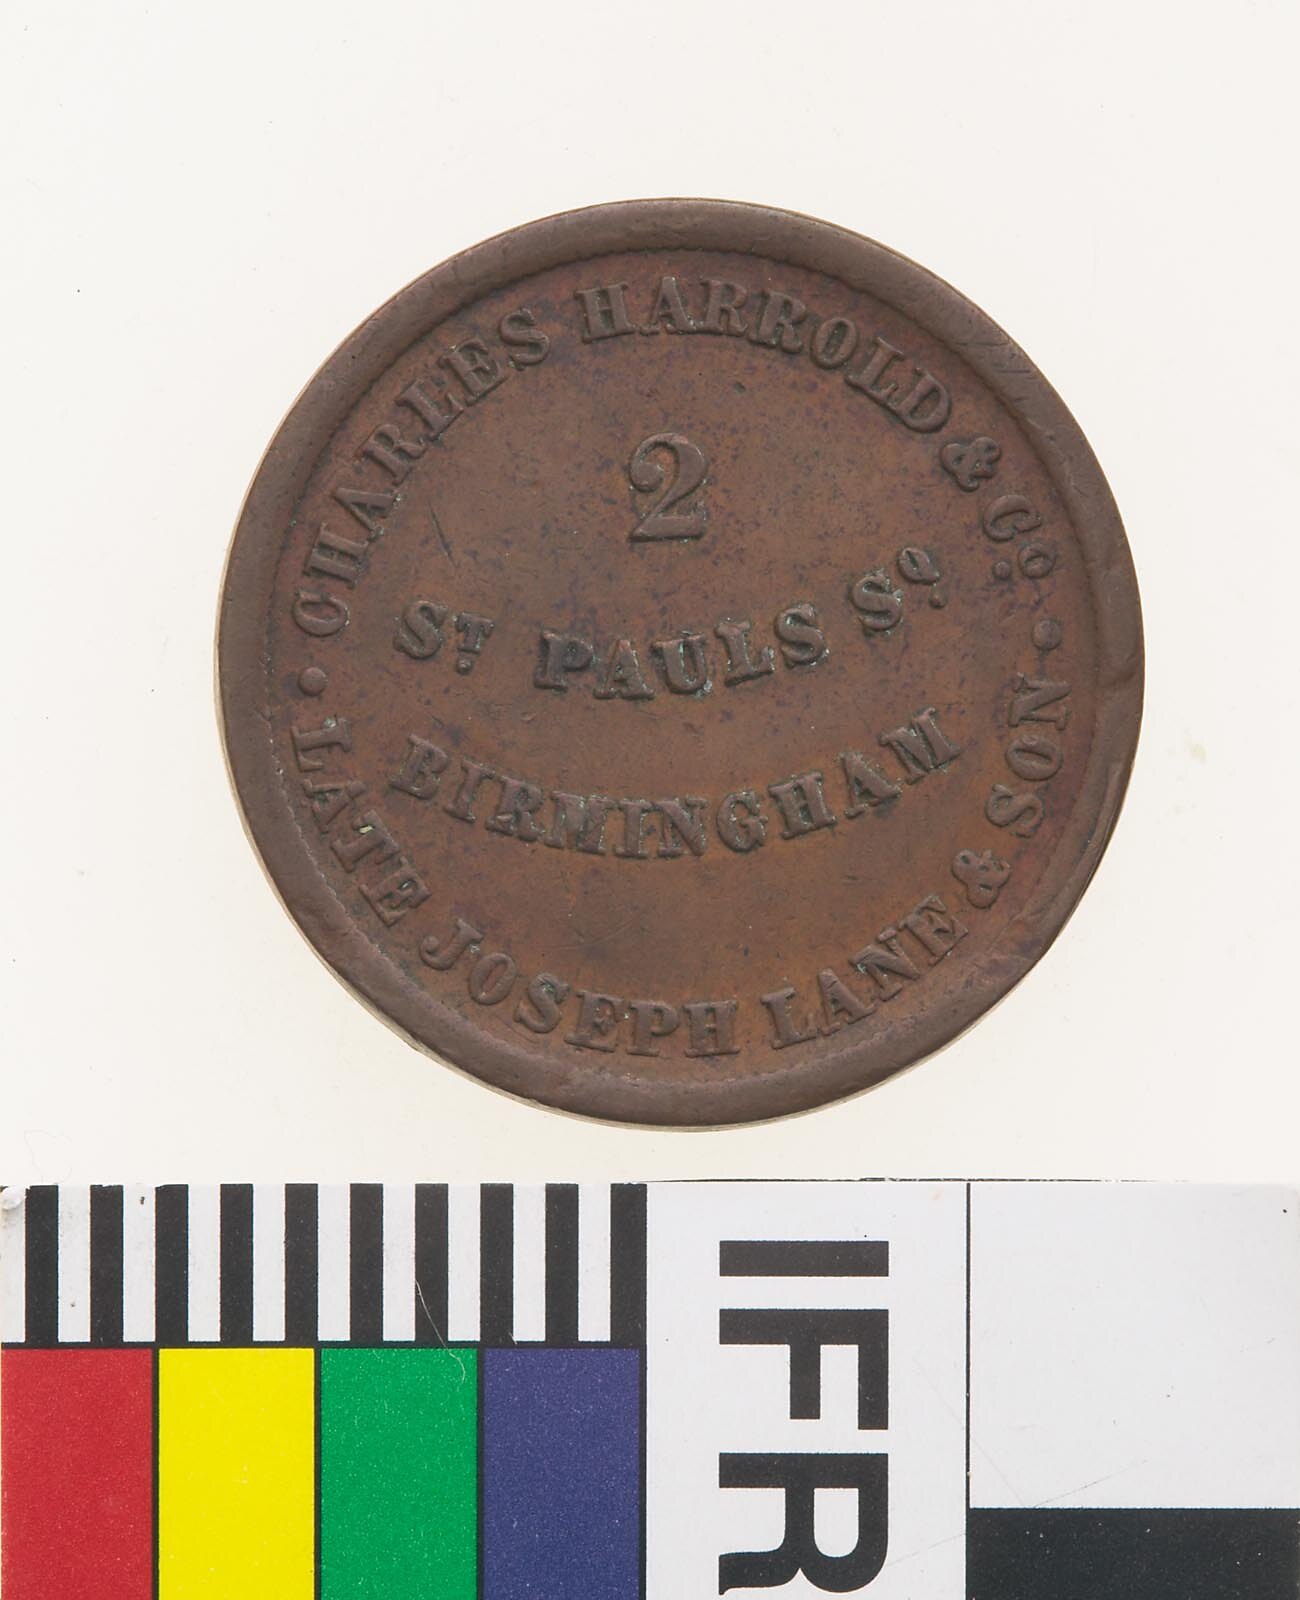 CHARLES HARROLD & Co.
2
ST. PAULS SQ.
BIRMINGHAM
LATE JOSEPH LANE & SON
IFR